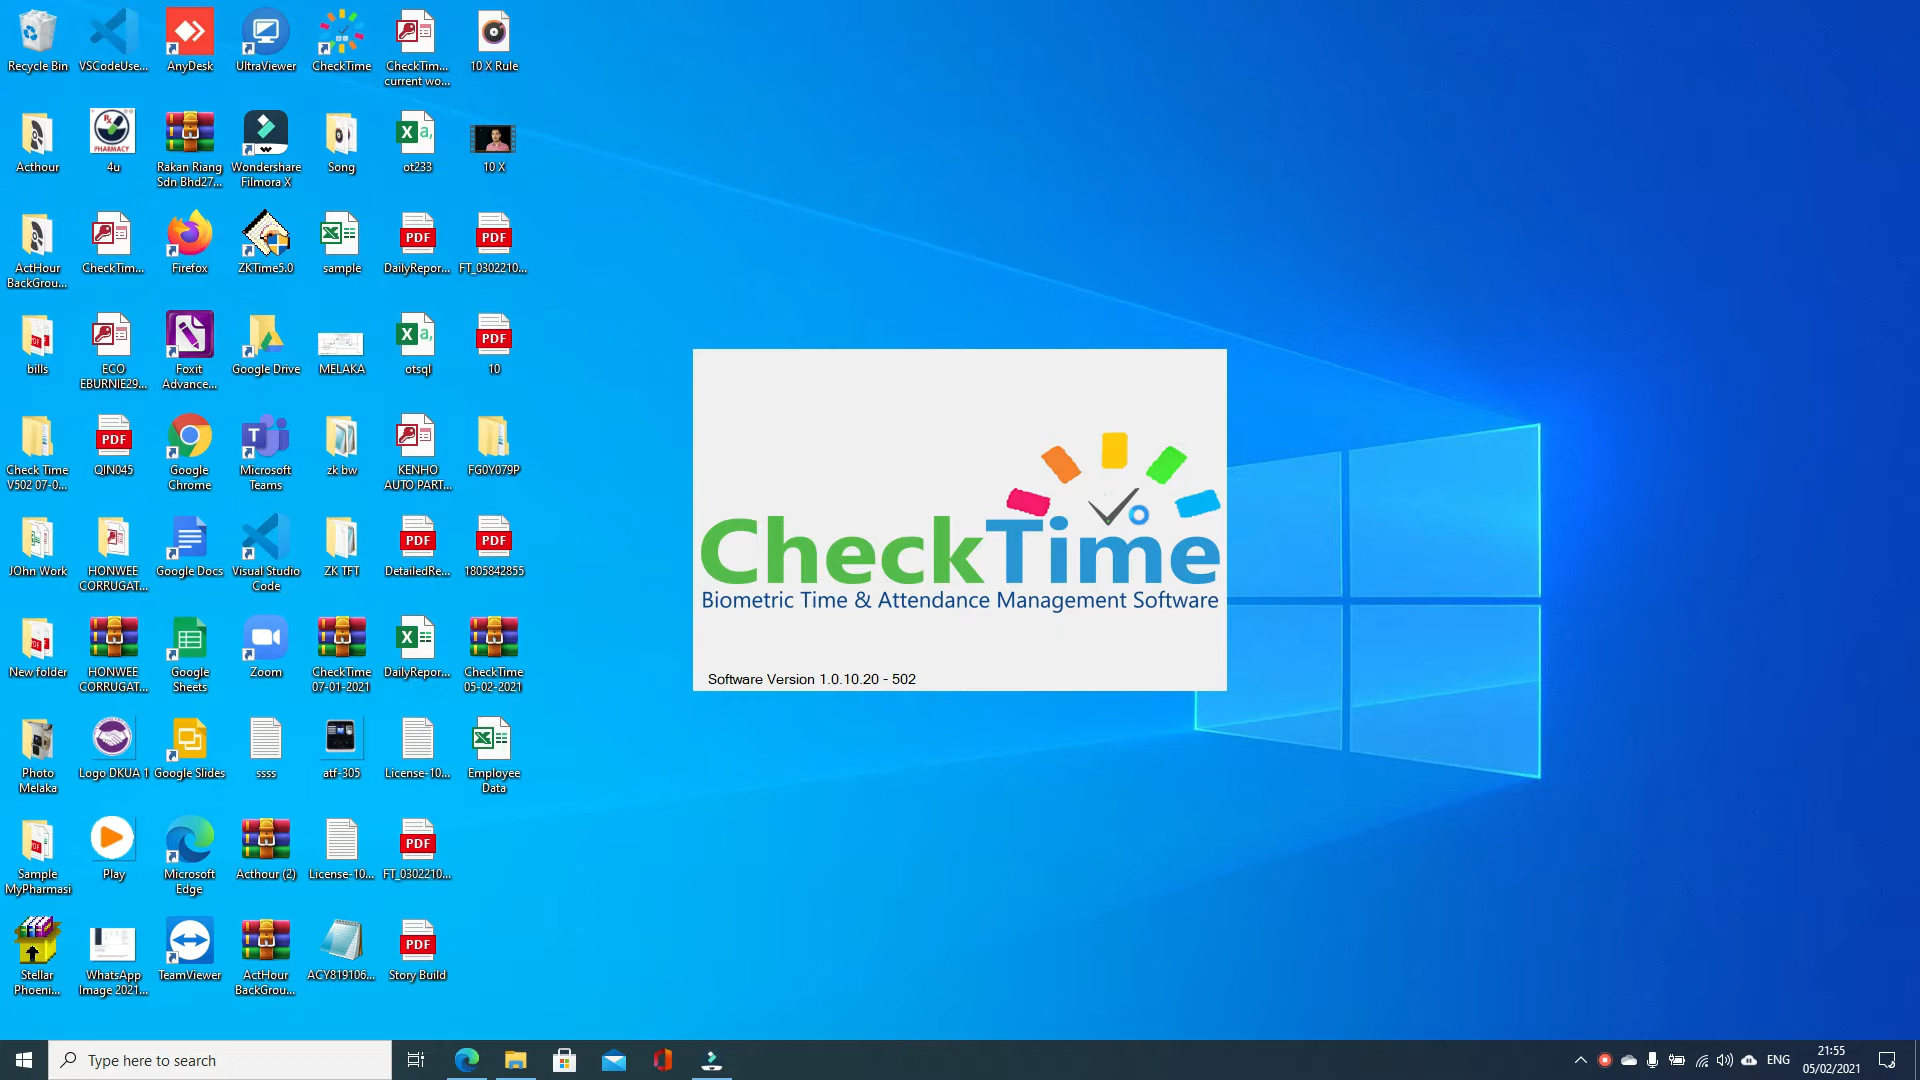 Recycle Bin
VSCodeUse...
AnyDesk
UltraViewer
CheckTime
CheckTim...
current wo...
10 X Rule
Acthour
4u
Rakan Riang
Sdn Bhd27...
Wondershare
Filmora X
Song
ot233
10 X
ActHour
BackGrou...
CheckTim...
Firefox
ZKTime5.0
sample
DailyRepor...
FT_0302210...
bills
ECO
EBURNIE29...
Foxit
Advance...
Google Drive
MELAKA
otsql
10
Check Time
V502 07-0...
QIN045
Google
Chrome
Microsoft
Teams
zk bw
KENHO
AUTO PART...
FG0Y079P
JOhn Work
HONWEE
CORRUGAT...
Google Docs
Visual Studio
Code
ZK TFT
DetailedRe...
1805842855
New folder
HONWEE
CORRUGAT...
Google
Sheets
Zoom
CheckTime
07-01-2021
DailyRepor...
CheckTime
05-02-2021
Photo
Melaka
Logo DKUA 1
Google Slides
ssss
atf-305
License-10...
Employee
Data
Sample
MyPharmasi
Play
Microsoft
Edge
Acthour (2)
License-10...
FT_0302210...
Stellar
Phoeni...
WhatsApp
Image 2021...
TeamViewer
ActHour
BackGrou...
ACY819106...
Story Build
PHARMACY
CheckTime
Biometric Time & Attendance Management Software
Software Version 1.0.10.20 - 502
Type here to search
ENG
21:55
05/02/2021